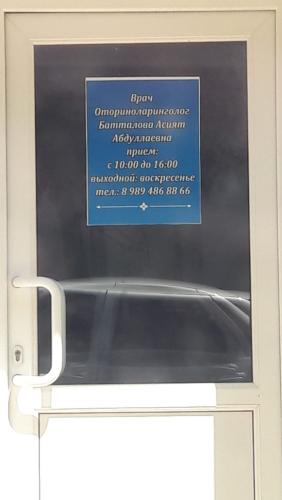 Врач
Оториноларинголог
Батталова Асият
Абдуллаевна
прием:
с 10:00 до 16:00
выходной: воскресенье
тел.: 8 989 486 88 66